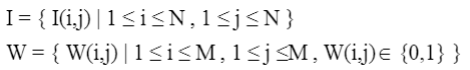 I = { I(i,j) | 1 ≤ i ≤ N , 1 ≤ j ≤ N }
W = { W(i,j) | 1 ≤ i ≤ M , 1 ≤ j ≤ M , W(i,j) ∈ {0,1} }